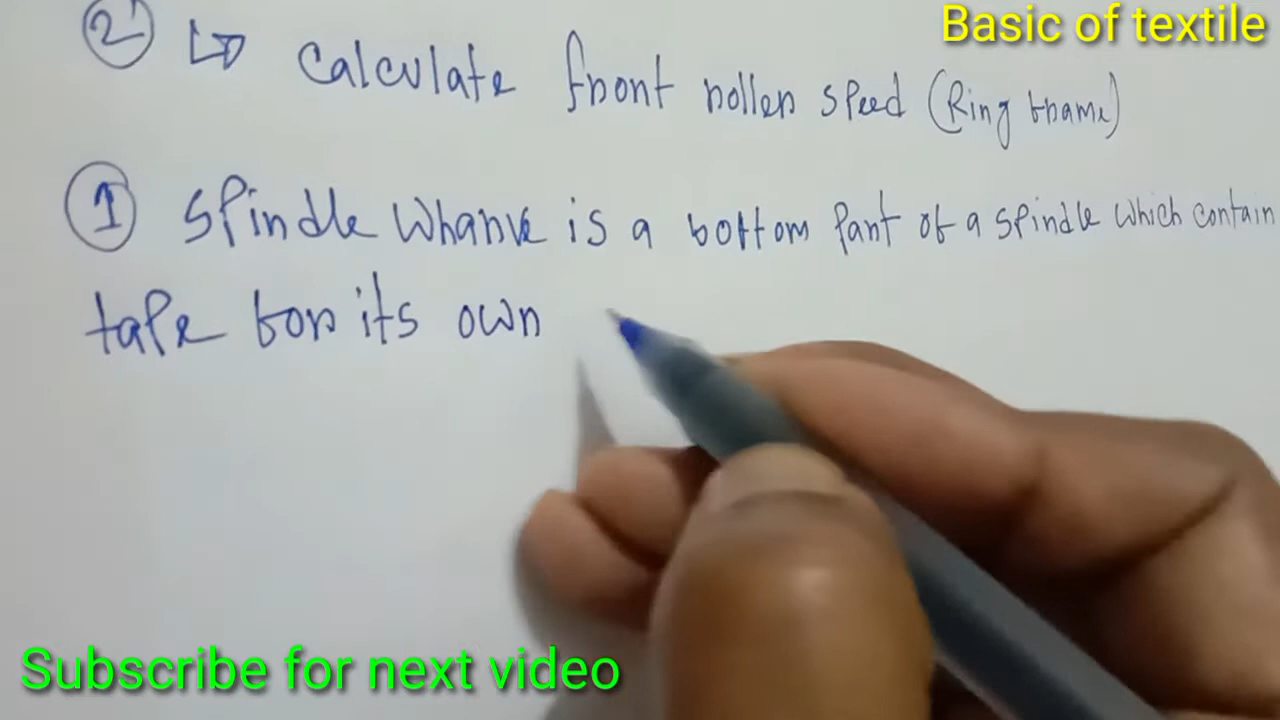 Basic of textile
② ↳ Calculate front roller speed (Ring frame)
① Spindle Wharve is a bottom part of a spindle which contain
tape for its own
Subscribe for next video